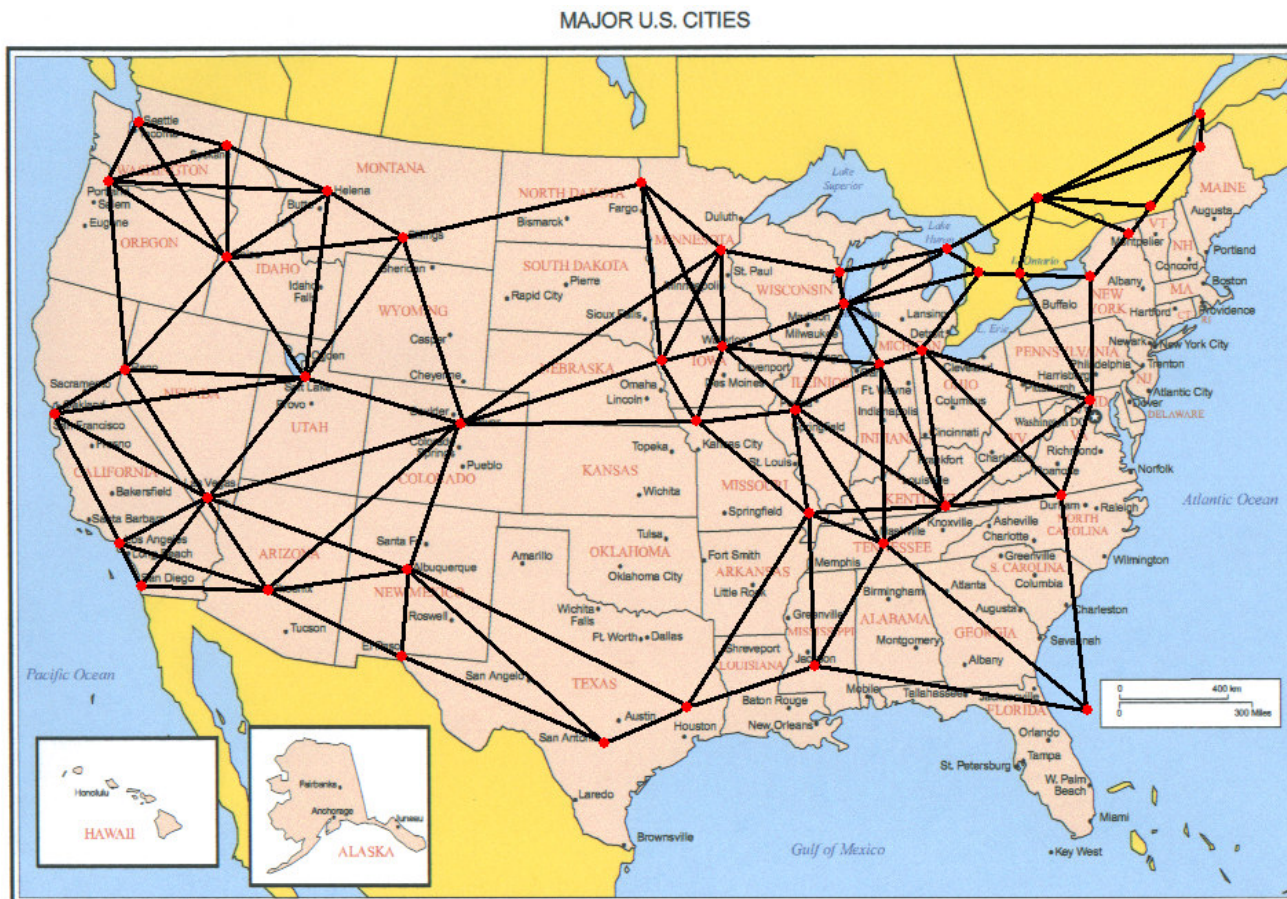 MAJOR U.S. CITIES
Seattle
Tacoma
WASHINGTON
Salem
Eugene
OREGON
MONTANA
Helena
Butte
IDAHO
Idaho
Falls
NORTH DAKOTA
Fargo
Bismarck
SOUTH DAKOTA
Pierre
Rapid City
Sioux Falls
Sheridan
WYOMING
Casper
Cheyenne
Duluth
MINNESOTA
St. Paul
Minneapolis
WISCONSIN
Madison
Milwaukee
Lake
Superior
Lake
Huron
L. Ontario
L. Erie
Lansing
Detroit
MICHIGAN
MAINE
Augusta
VT
Montpelier
NH
Concord
Portland
MA
Boston
Albany
NEW
YORK
Buffalo
Hartford
CT
RI
Providence
Newark
New York City
PENNSYLVANIA
Philadelphia
Trenton
Harrisburg
Pittsburgh
NJ
Atlantic City
Dover
DELAWARE
Washington DC
VA
Richmond
Roanoke
Norfolk
WV
Charleston
Cleveland
OHIO
Columbus
Cincinnati
Ft. Wayne
Indianapolis
INDIANA
ILLINOIS
Springfield
Davenport
IOWA
Des Moines
NEBRASKA
Omaha
Lincoln
Ogden
Salt Lake
Provo
UTAH
NEVADA
Sacramento
Oakland
San Francisco
Fresno
CALIFORNIA
Bakersfield
Santa Barbara
Los Angeles
Long Beach
San Diego
Las Vegas
ARIZONA
Tucson
Boulder
Colorado
Springs
Pueblo
COLORADO
KANSAS
Topeka
Wichita
Kansas City
St. Louis
MISSOURI
Springfield
Frankfort
Louisville
KENTUCKY
Knoxville
Nashville
TENNESSEE
Memphis
Durham
Raleigh
NORTH
CAROLINA
Asheville
Charlotte
Wilmington
Greenville
S. CAROLINA
Columbia
Charleston
Santa Fe
Albuquerque
NEW MEXICO
Roswell
Amarillo
Tulsa
OKLAHOMA
Oklahoma City
Fort Smith
ARKANSAS
Little Rock
Wichita
Falls
Ft. Worth
Dallas
El Paso
San Angelo
TEXAS
Austin
San Antonio
Houston
Laredo
Brownsville
Shreveport
LOUISIANA
Baton Rouge
New Orleans
Greenville
MISSISSIPPI
Jackson
Birmingham
ALABAMA
Montgomery
Mobile
Atlanta
Augusta
GEORGIA
Savannah
Albany
Tallahassee
Jacksonville
FLORIDA
Orlando
Tampa
St. Petersburg
W. Palm
Beach
Miami
Key West
Pacific Ocean
Atlantic Ocean
Gulf of Mexico
0 400 km
0 300 Miles
Honolulu
HAWAII
Fairbanks
Anchorage
Juneau
ALASKA